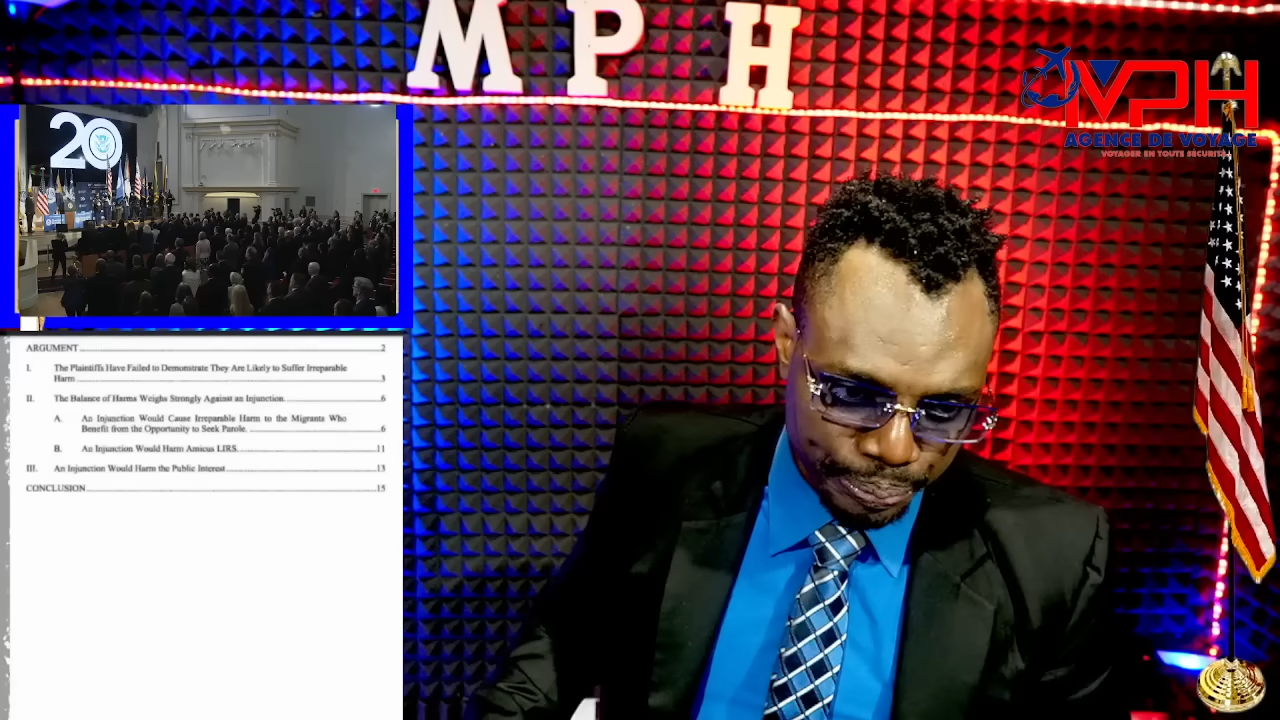 MPH
MPH
AGENCE DE VOYAGE
VOYAGER EN TOUTE SÉCURITÉ
20
ARGUMENT 2
I. The Plaintiffs Have Failed to Demonstrate They Are Likely to Suffer Irreparable
Harm 3
II. The Balance of Harms Weighs Strongly Against an Injunction. 6
A. An Injunction Would Cause Irreparable Harm to the Migrants Who
Benefit from the Opportunity to Seek Parole. 6
B. An Injunction Would Harm Amicus LIRS. 11
III. An Injunction Would Harm the Public Interest 13
CONCLUSION 15